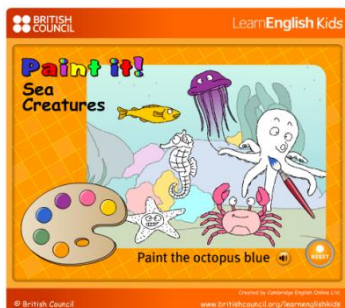 BRITISH
COUNCIL
LearnEnglish Kids
Paint it!
Sea
Creatures
Paint the octopus blue
RESET
Created by Cambridge English Online Ltd.
© British Council
www.britishcouncil.org/learnenglishkids